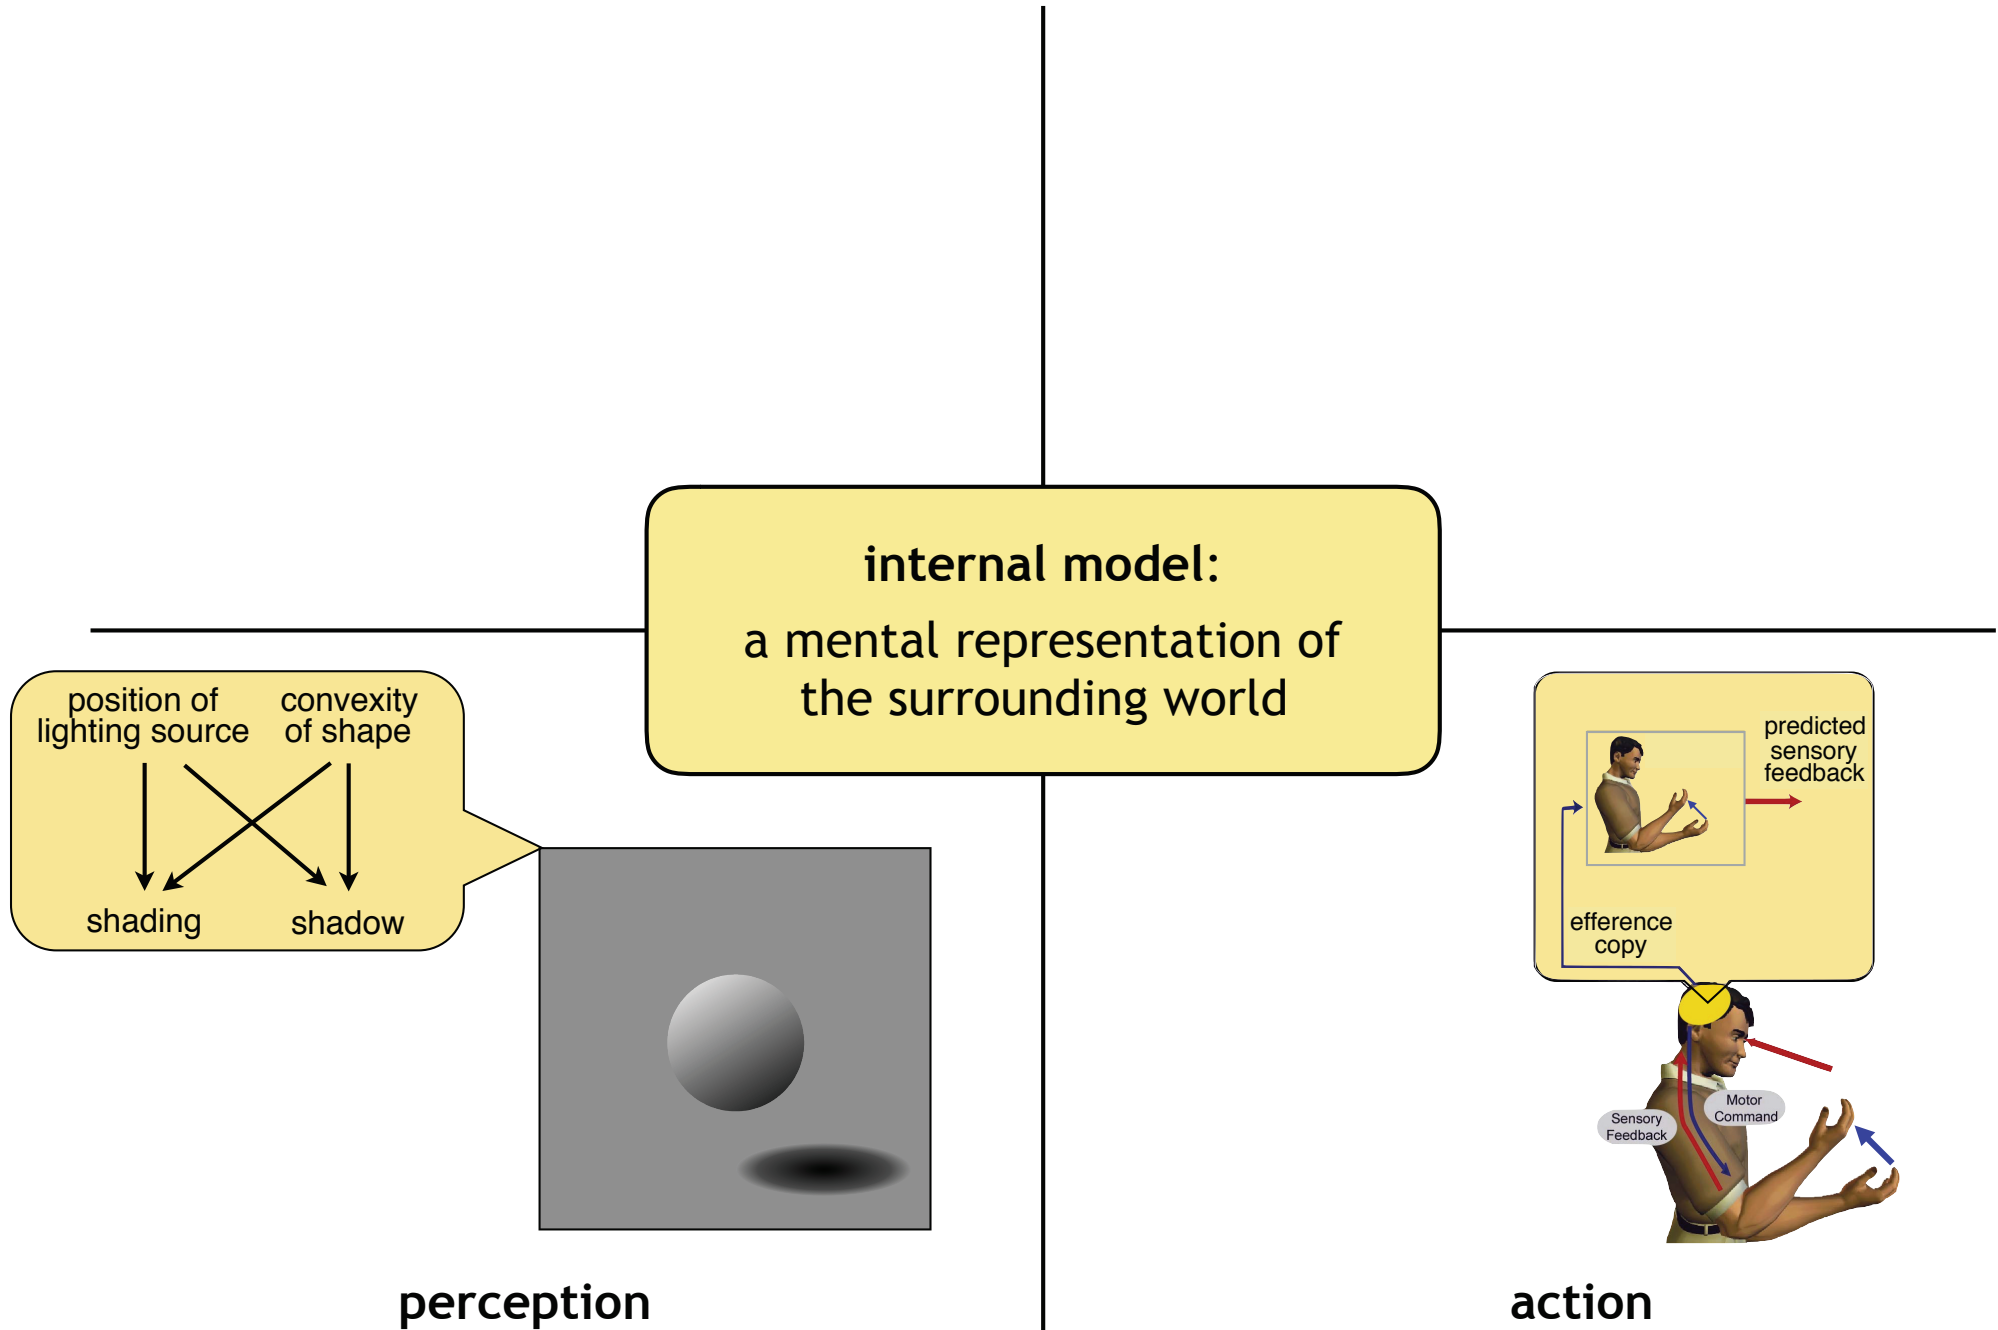 internal model:
a mental representation of
the surrounding world
position of
lighting source
convexity
of shape
shading
shadow
perception
predicted
sensory
feedback
efference
copy
Motor
Command
Sensory
Feedback
action